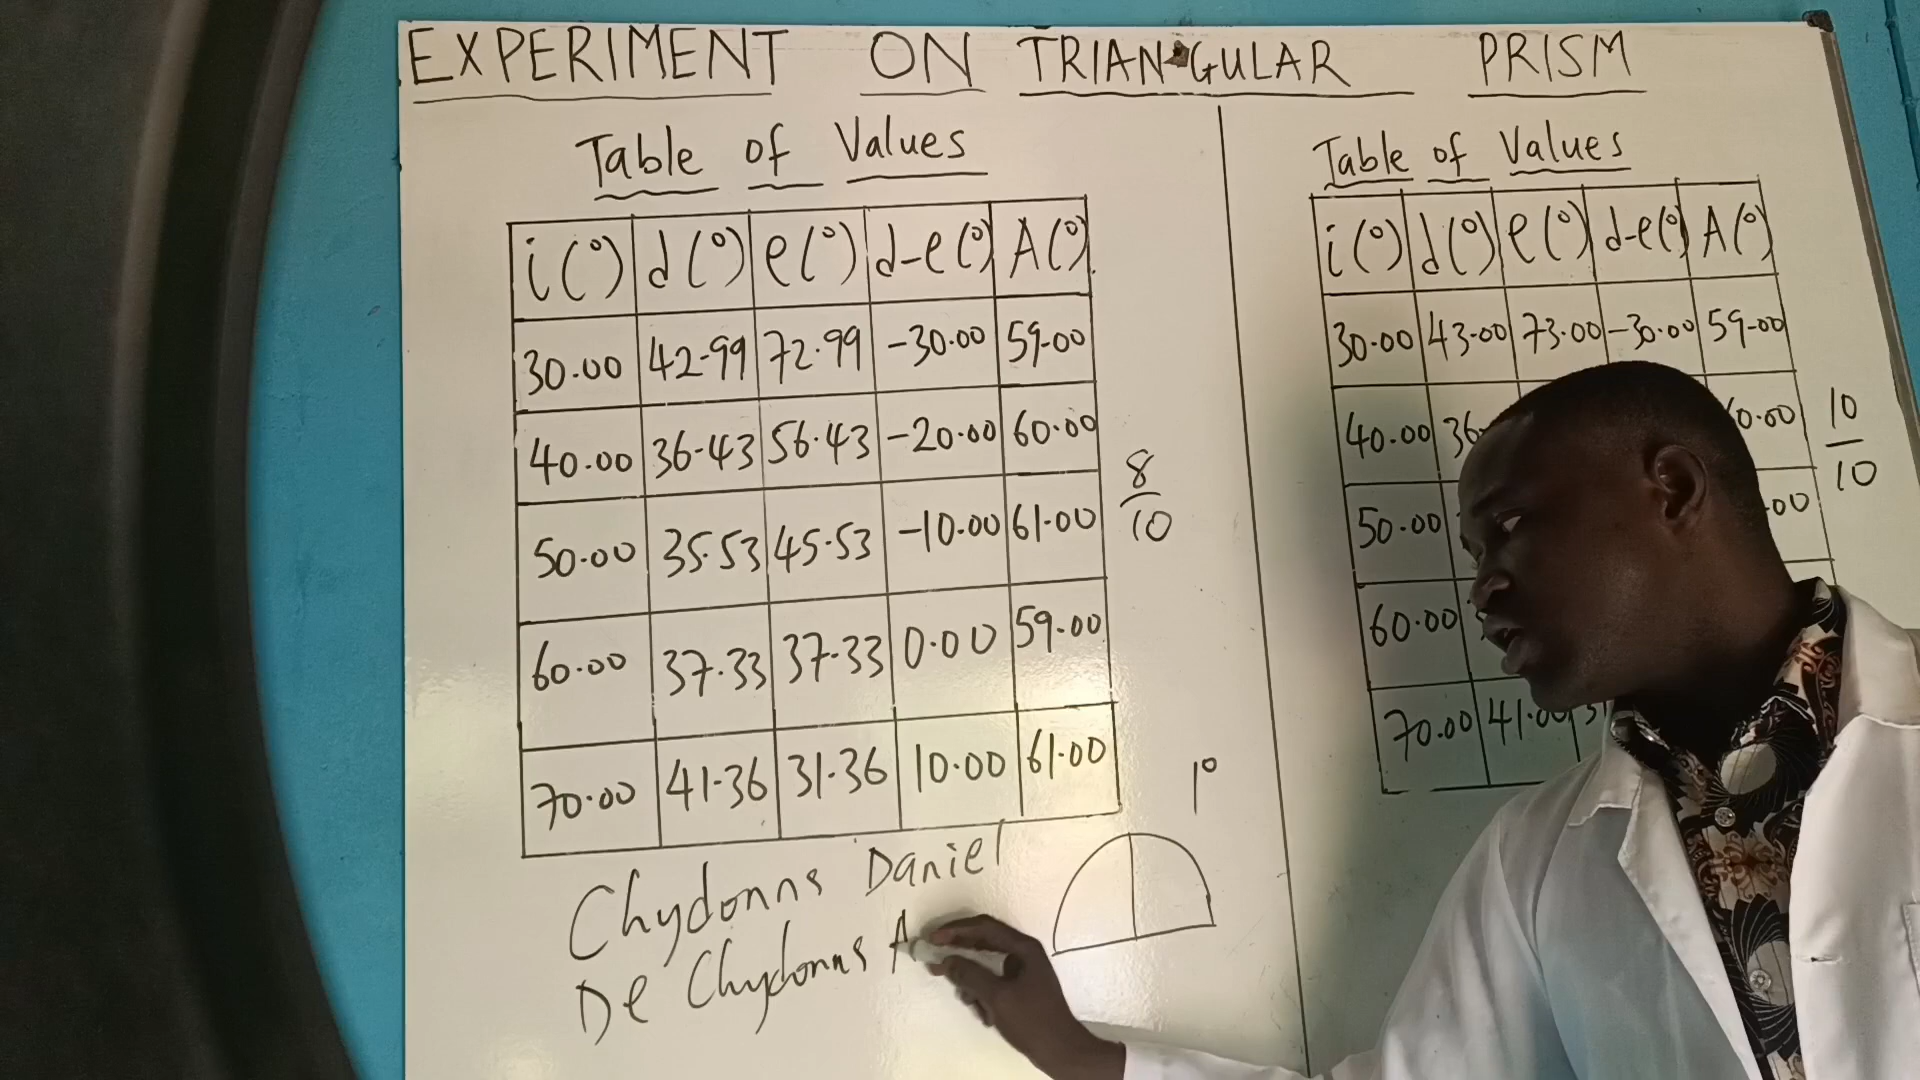 EXPERIMENT ON TRIANGULAR PRISM
Table of Values
i(°) d(°) e(°) d-e(°) A(°)
30.00 42.99 72.99 -30.00 59.00
40.00 36.43 56.43 -20.00 60.00
50.00 35.53 45.53 -10.00 61.00
60.00 37.33 37.33 0.00 59.00
70.00 41.36 31.36 10.00 61.00
8
10
1°
Chydonns Daniel
De Chydonns A
Table of Values
i(°) d(°) e(°) d-e(°) A(°)
30.00 43.00 73.00 -30.00 59.00
40.00
50.00
60.00
70.00 41.00
10
10